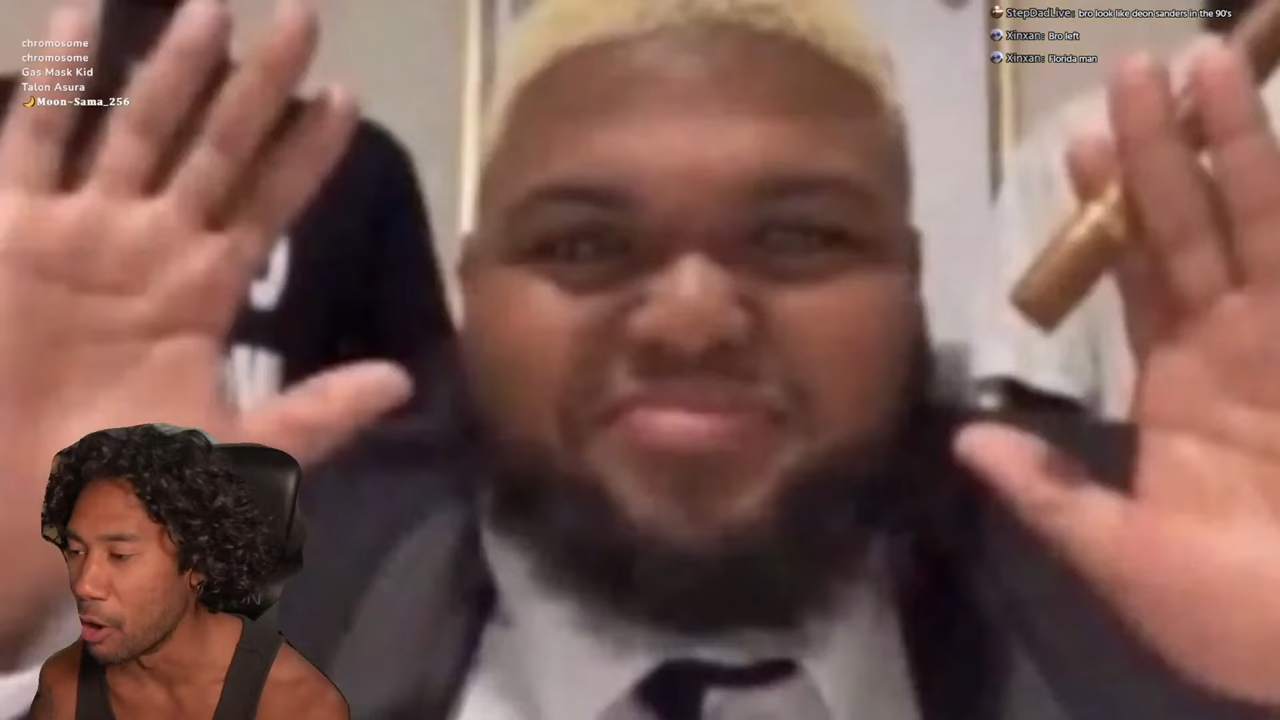 chromosome
chromosome
Gas Mask Kid
Talon Asura
🌙Moon~Sama_256
StepDadLive: bro look like deon sanders in the 90's
Xinxan: Bro left
Xinxan: Florida man